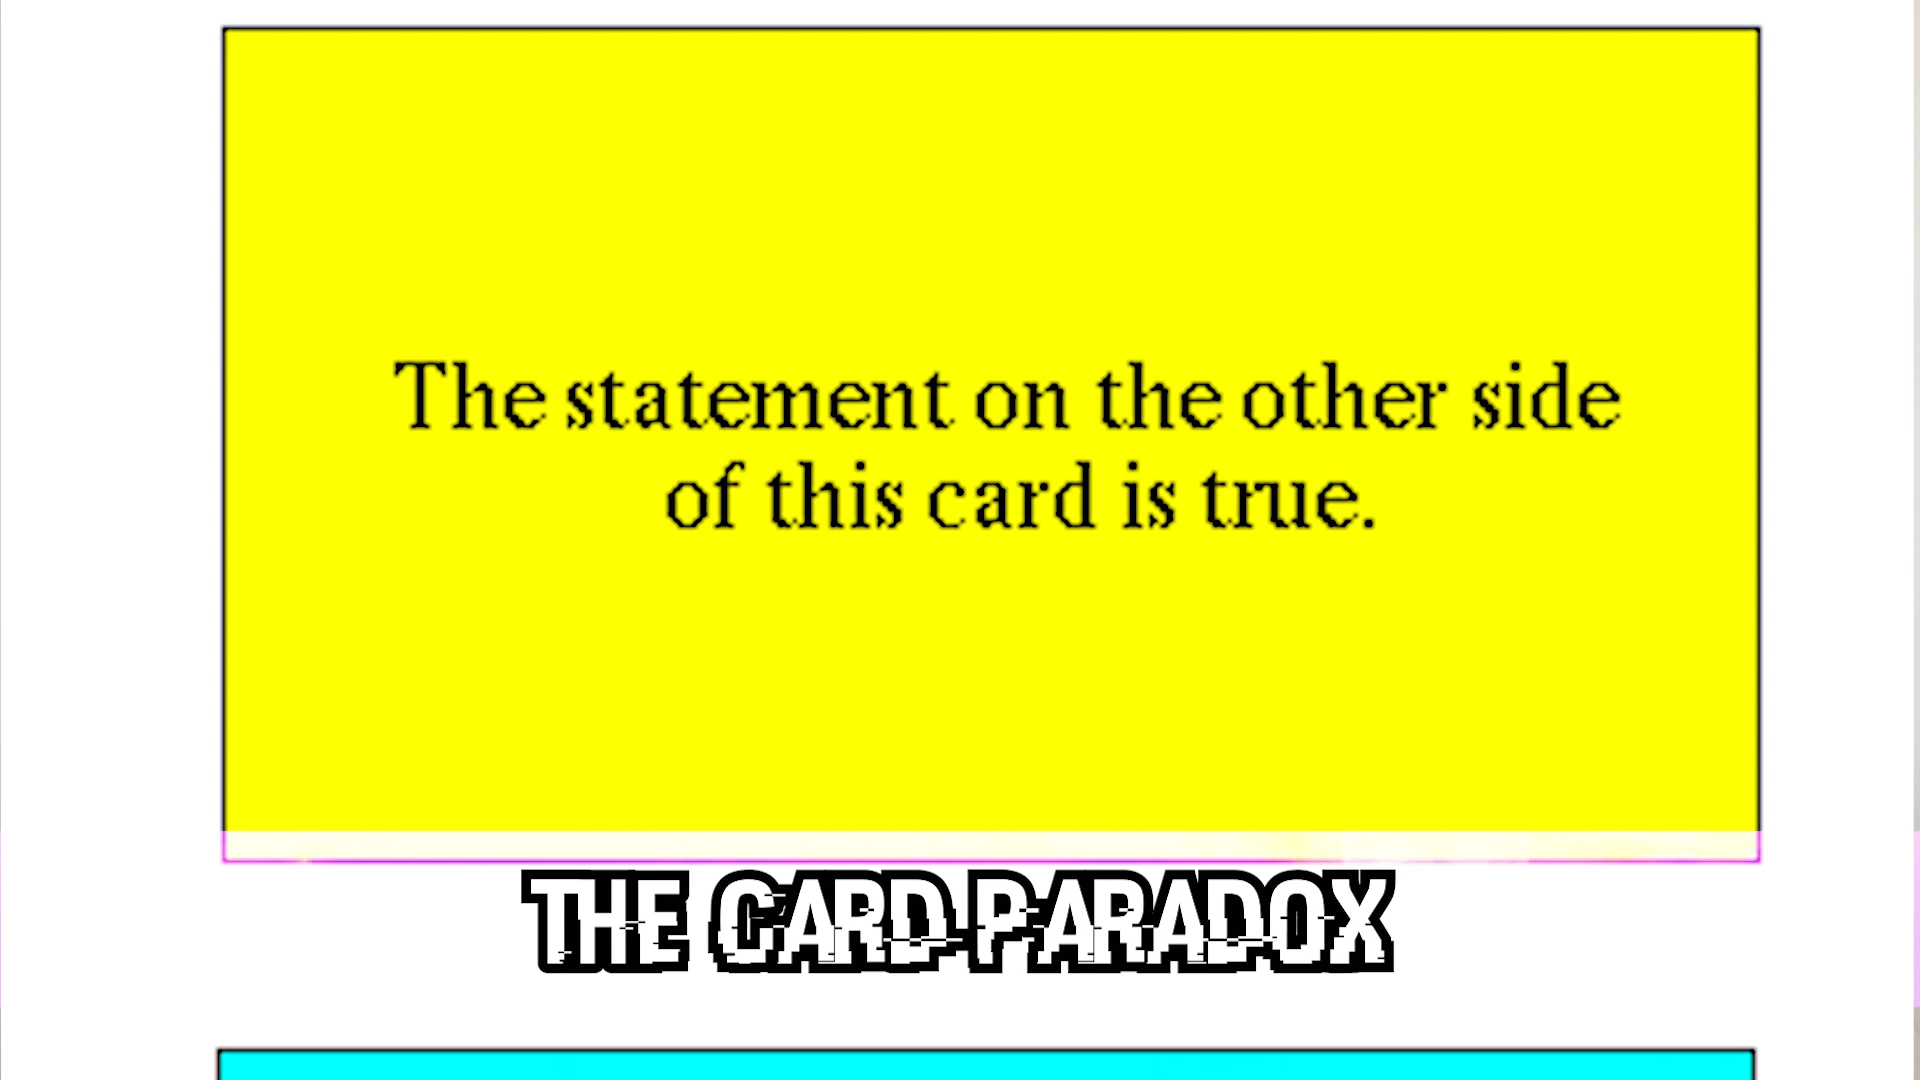 The statement on the other side
of this card is true.
THE CARD PARADOX